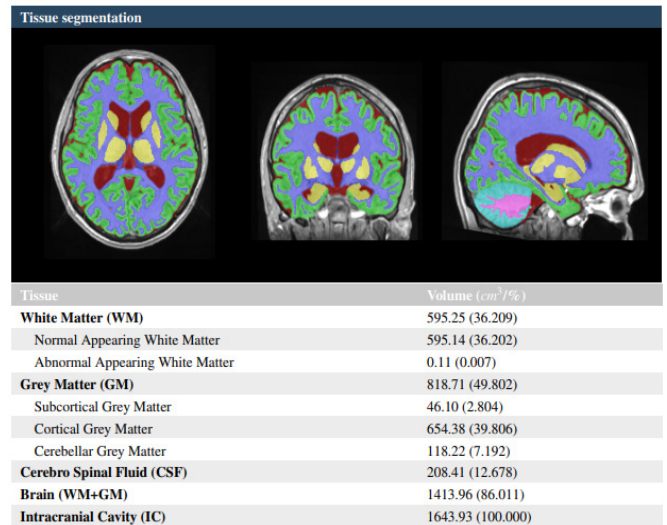 Tissue segmentation
Tissue Volume (cm³/%)
White Matter (WM) 595.25 (36.209)
Normal Appearing White Matter 595.14 (36.202)
Abnormal Appearing White Matter 0.11 (0.007)
Grey Matter (GM) 818.71 (49.802)
Subcortical Grey Matter 46.10 (2.804)
Cortical Grey Matter 654.38 (39.806)
Cerebellar Grey Matter 118.22 (7.192)
Cerebro Spinal Fluid (CSF) 208.41 (12.678)
Brain (WM+GM) 1413.96 (86.011)
Intracranial Cavity (IC) 1643.93 (100.000)